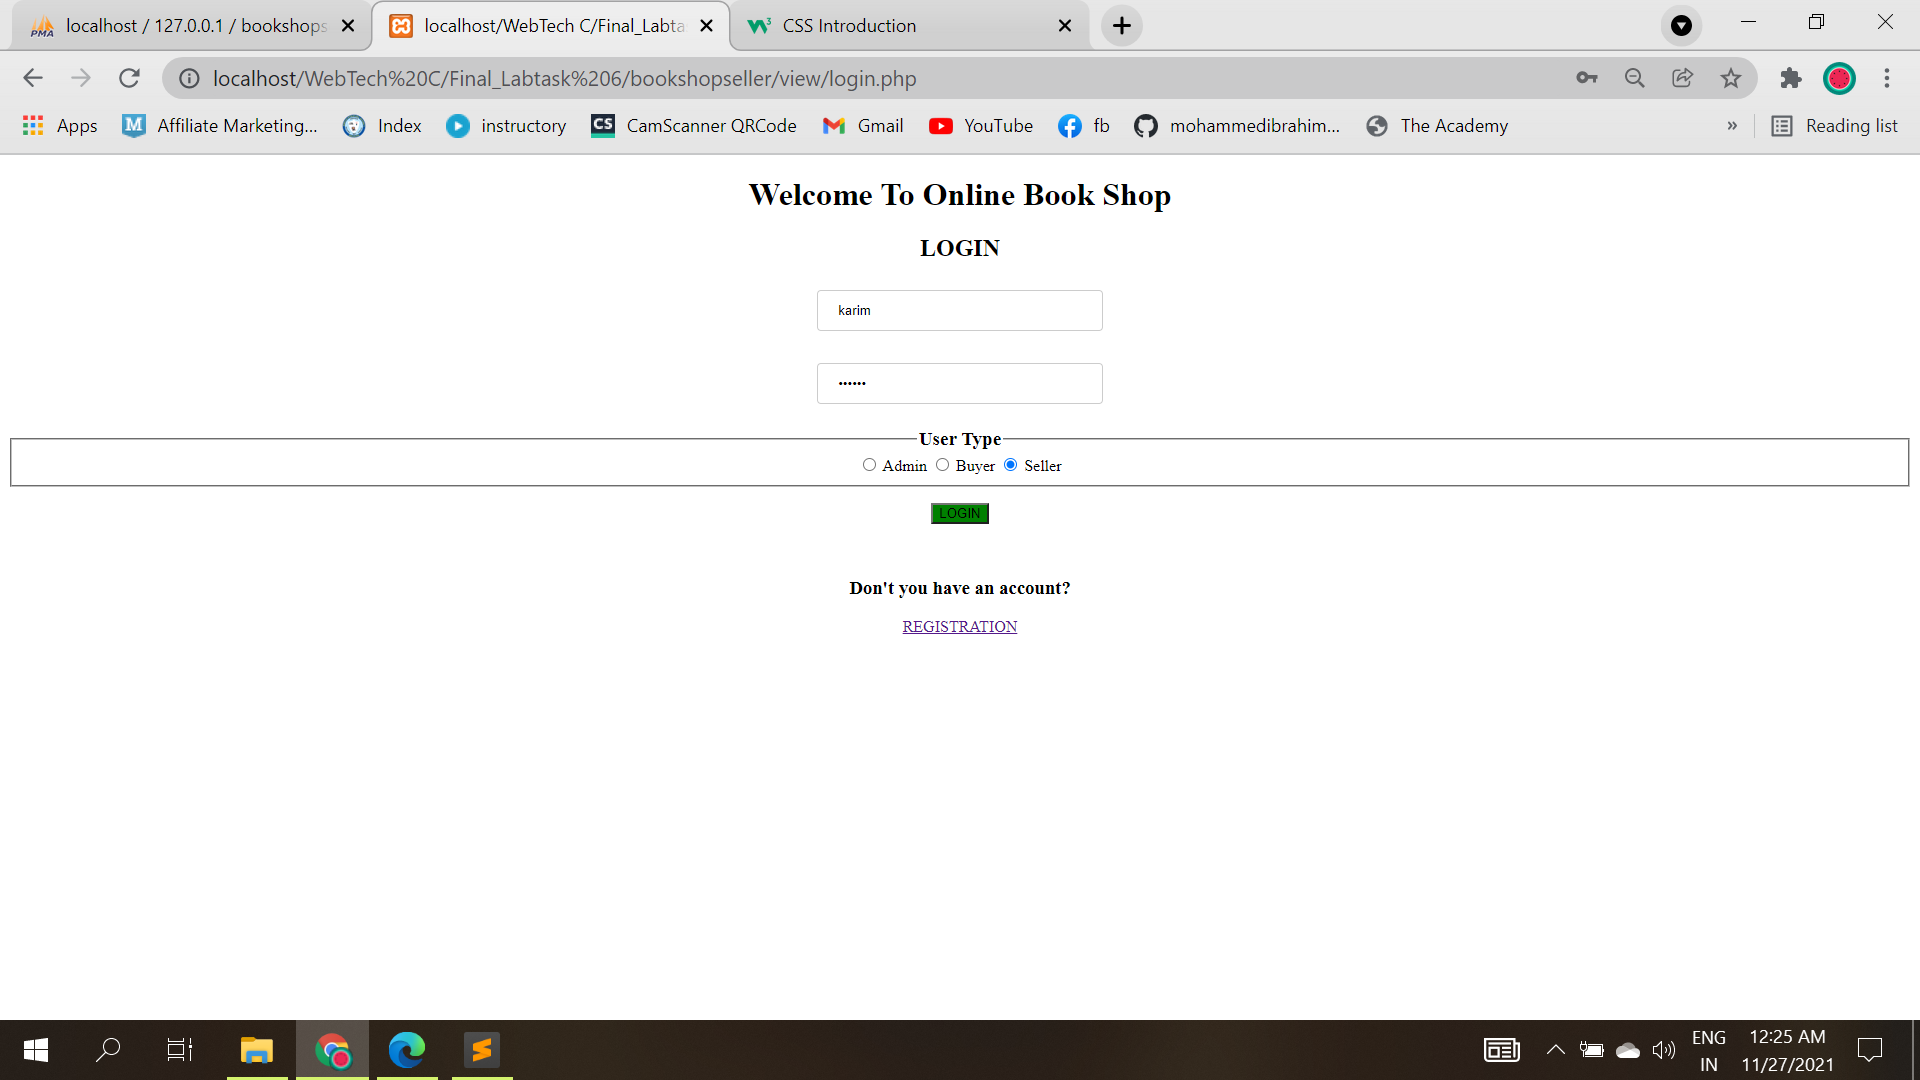 localhost / 127.0.0.1 / bookshops
localhost/WebTech C/Final_Labta
CSS Introduction
localhost/WebTech%20C/Final_Labtask%206/bookshopseller/view/login.php
Apps
Affiliate Marketing...
Index
instructory
CS CamScanner QRCode
Gmail
YouTube
fb
mohammedibrahim...
The Academy
»
Reading list
Welcome To Online Book Shop
LOGIN
karim
••••••
User Type
Admin Buyer Seller
LOGIN
Don't you have an account?
REGISTRATION
ENG
IN
12:25 AM
11/27/2021